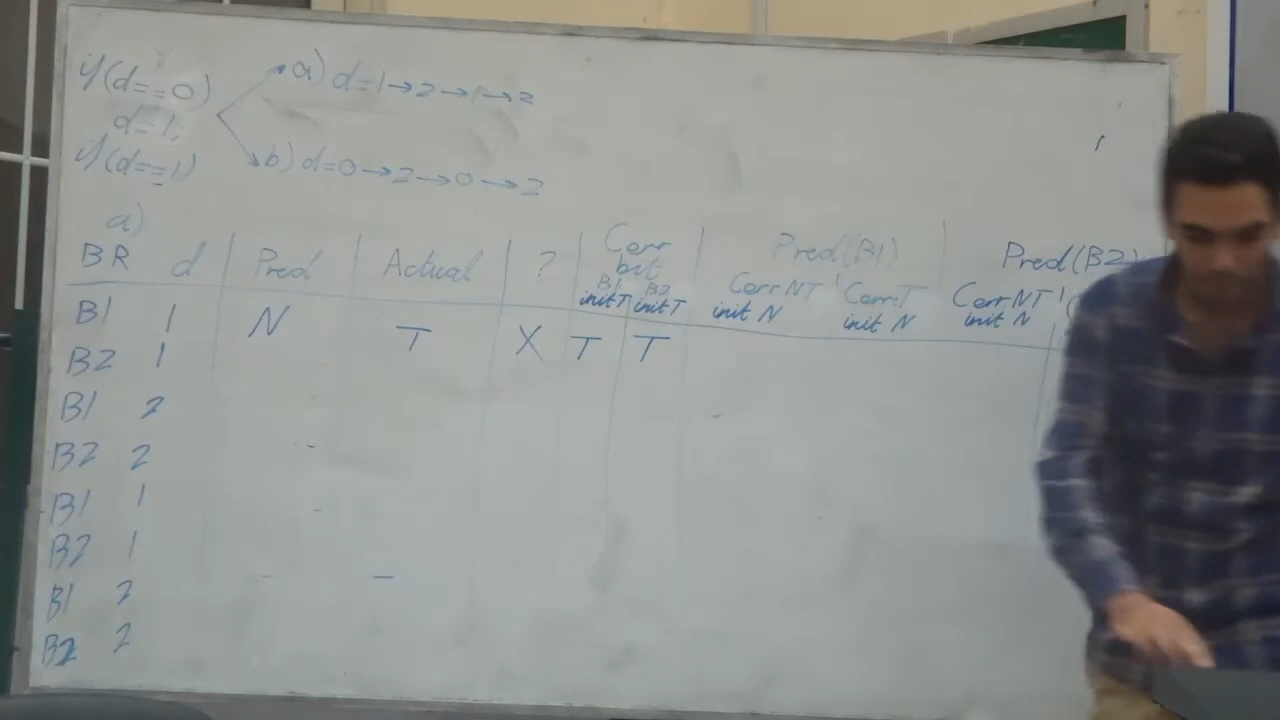 if(d==0)
d=1;
if(d==1)
a) d=1→2→1→2
b) d=0→2→0→2
a)
BR d Pred Actual ? Corr bit Pred(B1) Pred(B2)
B1 B2 Corr NT Corr T Corr NT
init T init T init N init N init N
B1 1 N T X T T
B2 1
B1 2
B2 2
B1 1
B2 1
B1 2
B2 2